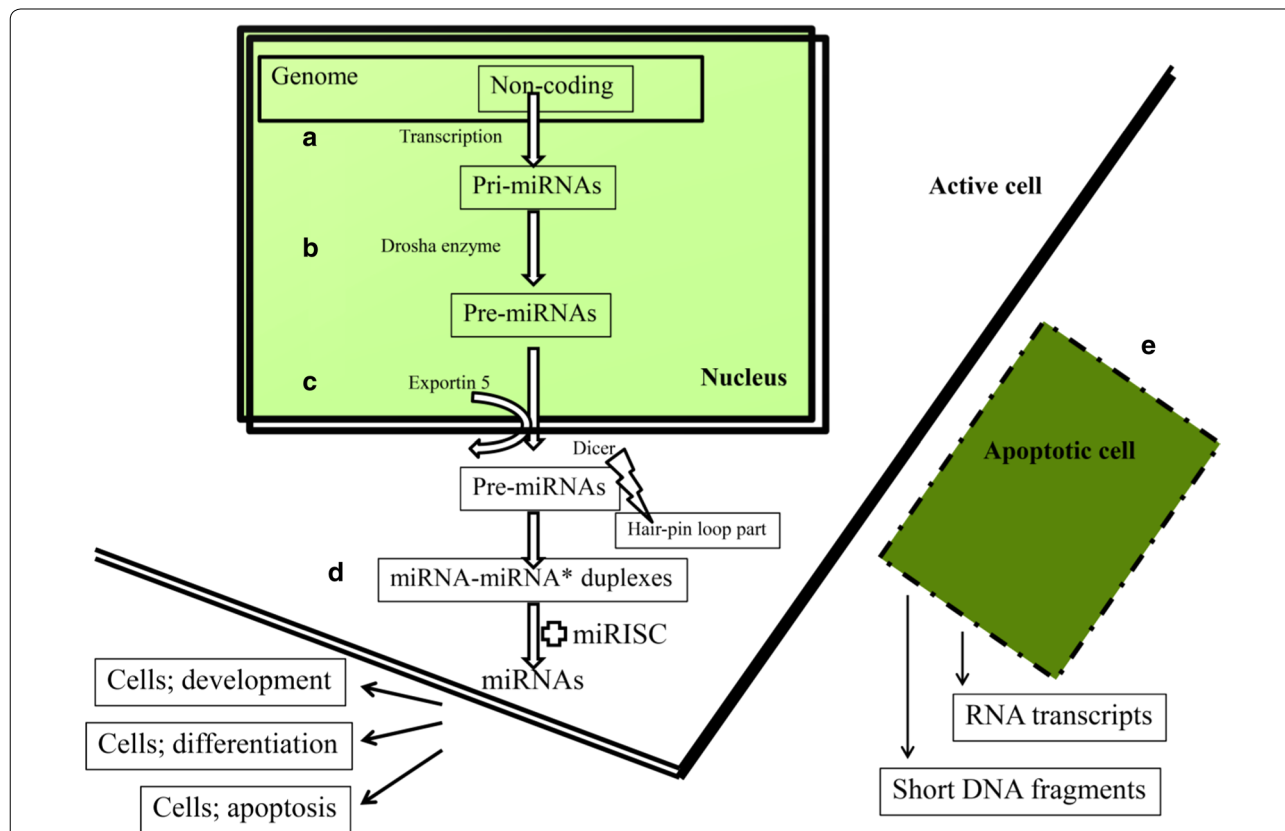 Genome
Non-coding
a
Transcription
Pri-miRNAs
Active cell
b
Drosha enzyme
Pre-miRNAs
e
c
Exportin 5
Nucleus
Dicer
Apoptotic cell
Pre-miRNAs
Hair-pin loop part
d
miRNA-miRNA* duplexes
miRISC
miRNAs
Cells; development
Cells; differentiation
Cells; apoptosis
RNA transcripts
Short DNA fragments